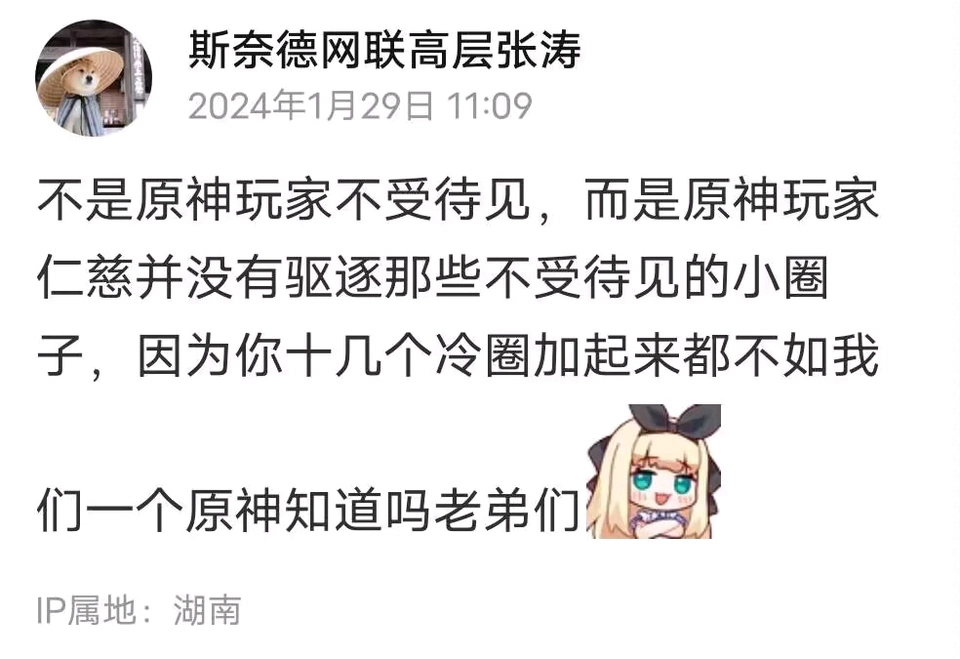 斯奈德网联高层张涛
2024年1月29日 11:09
不是原神玩家不受待见，而是原神玩家
仁慈并没有驱逐那些不受待见的小圈
子，因为你十几个冷圈加起来都不如我
们一个原神知道吗老弟们
IP属地：湖南